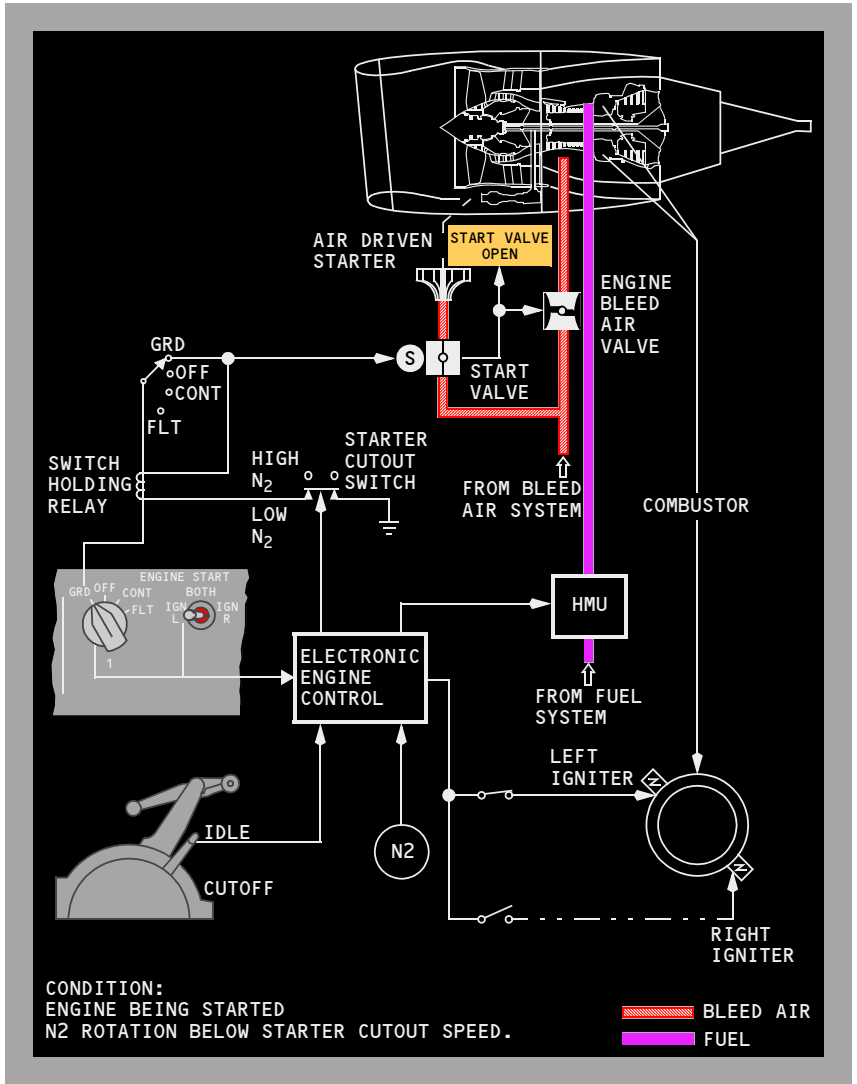 AIR DRIVEN
STARTER
START VALVE
OPEN
ENGINE
BLEED
AIR
VALVE
GRD
OFF
CONT
FLT
S
START
VALVE
SWITCH
HOLDING
RELAY
HIGH
N2
LOW
N2
STARTER
CUTOUT
SWITCH
FROM BLEED
AIR SYSTEM
COMBUSTOR
ENGINE START
GRD OFF CONT
FLT
BOTH
IGN
L
IGN
R
1
HMU
ELECTRONIC
ENGINE
CONTROL
FROM FUEL
SYSTEM
LEFT
IGNITER
IDLE
N2
CUTOFF
RIGHT
IGNITER
CONDITION:
ENGINE BEING STARTED
N2 ROTATION BELOW STARTER CUTOUT SPEED.
BLEED AIR
FUEL